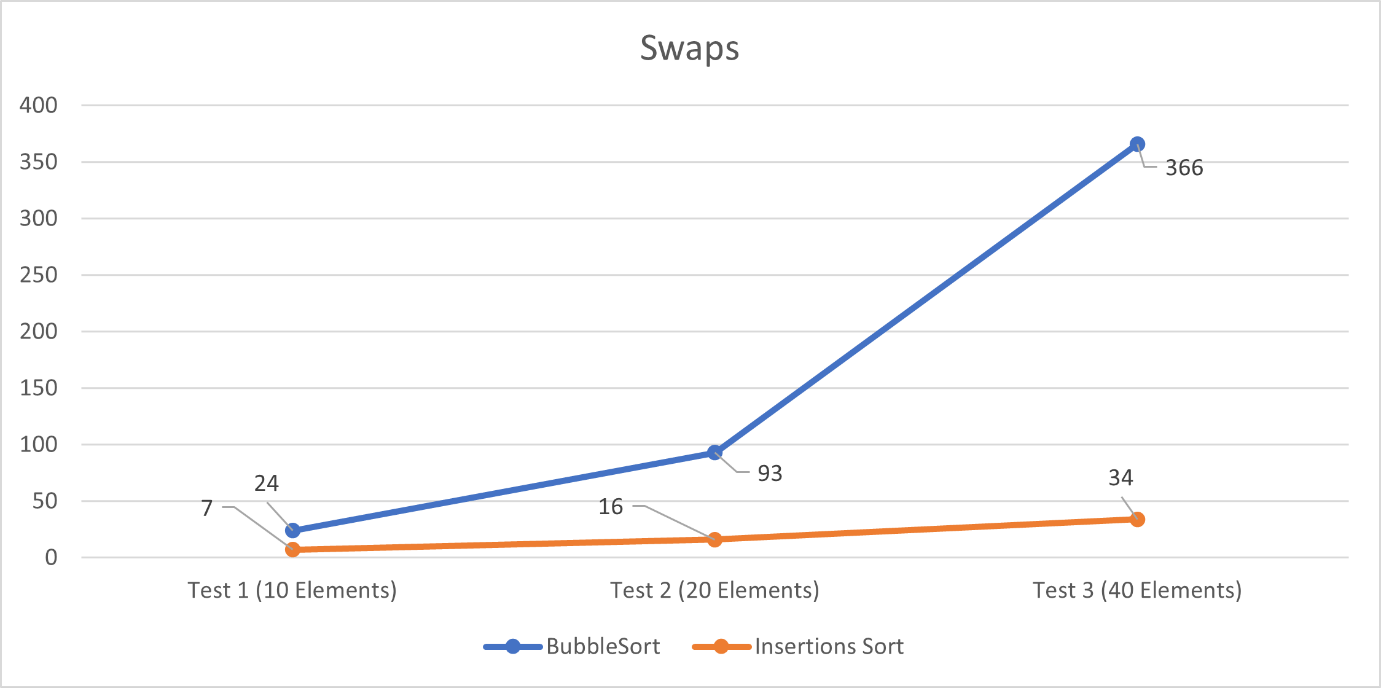 Swaps
400
350
366
300
250
200
150
100
93
24
34
50
7
16
0
Test 1 (10 Elements)
Test 2 (20 Elements)
Test 3 (40 Elements)
BubbleSort
Insertions Sort